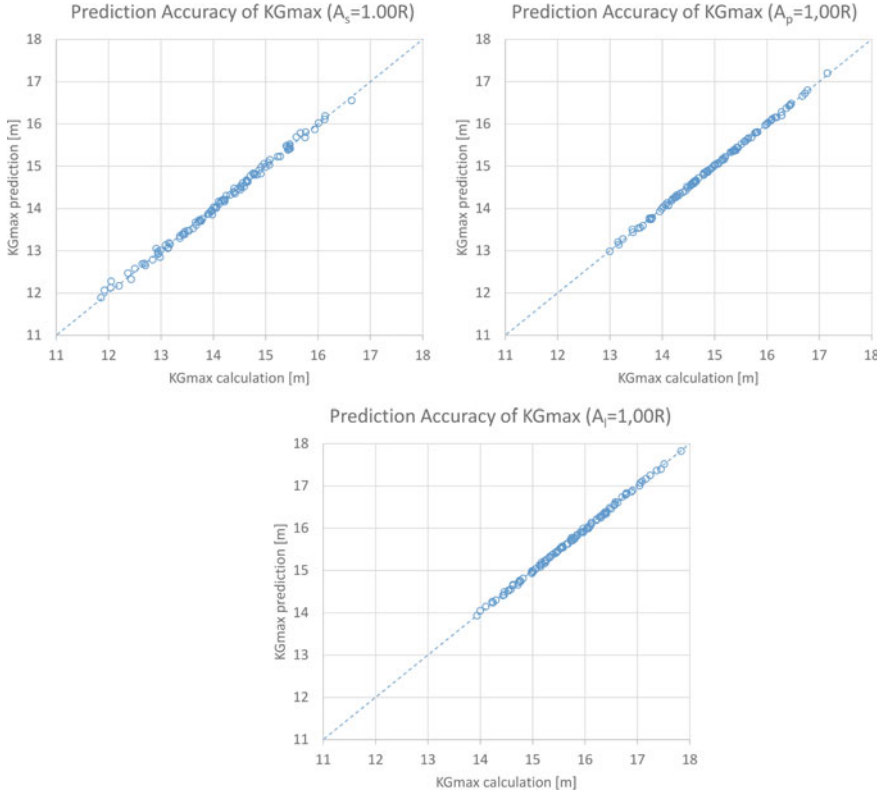 Prediction Accuracy of KGmax (Aₛ=1.00R)
18
17
16
15
14
13
12
11
KGmax prediction [m]
11 12 13 14 15 16 17 18
KGmax calculation [m]
Prediction Accuracy of KGmax (Aₚ=1,00R)
18
17
16
15
14
13
12
11
KGmax prediction [m]
11 12 13 14 15 16 17 18
KGmax calculation [m]
Prediction Accuracy of KGmax (Aₗ=1,00R)
18
17
16
15
14
13
12
11
KGmax prediction [m]
11 12 13 14 15 16 17 18
KGmax calculation [m]